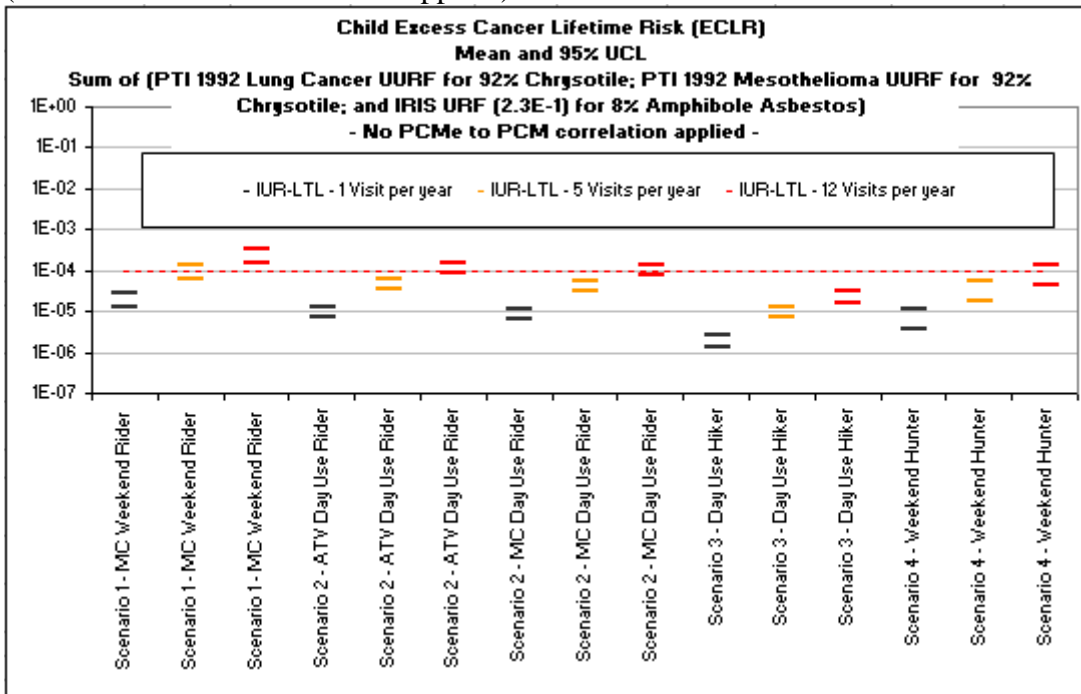 Child Excess Cancer Lifetime Risk (ECLR)
Mean and 95% UCL
Sum of (PTI 1992 Lung Cancer UURF for 92% Chrysotile; PTI 1992 Mesothelioma UURF for 92%
Chrysotile; and IRIS URF (2.3E-1) for 8% Amphibole Asbestos)
- No PCMe to PCM correlation applied -
1E+00
1E-01
1E-02
1E-03
1E-04
1E-05
1E-06
1E-07
IUR-LTL - 1 Visit per year
IUR-LTL - 5 Visits per year
IUR-LTL - 12 Visits per year
Scenario 1 - MC Weekend Rider
Scenario 1 - MC Weekend Rider
Scenario 1 - MC Weekend Rider
Scenario 2 - ATV Day Use Rider
Scenario 2 - ATV Day Use Rider
Scenario 2 - ATV Day Use Rider
Scenario 2 - MC Day Use Rider
Scenario 2 - MC Day Use Rider
Scenario 2 - MC Day Use Rider
Scenario 3 - Day Use Hiker
Scenario 3 - Day Use Hiker
Scenario 3 - Day Use Hiker
Scenario 4 - Weekend Hunter
Scenario 4 - Weekend Hunter
Scenario 4 - Weekend Hunter